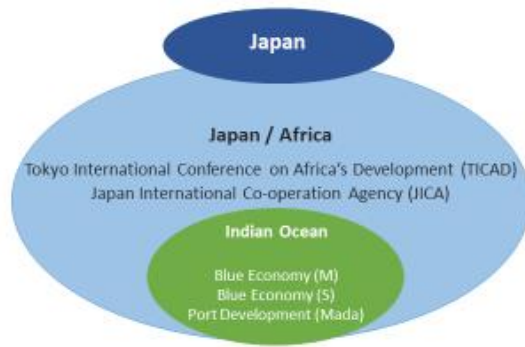 Japan
Japan / Africa
Tokyo International Conference on Africa's Development (TICAD)
Japan International Co-operation Agency (JICA)
Indian Ocean
Blue Economy (M)
Blue Economy (S)
Port Development (Mada)